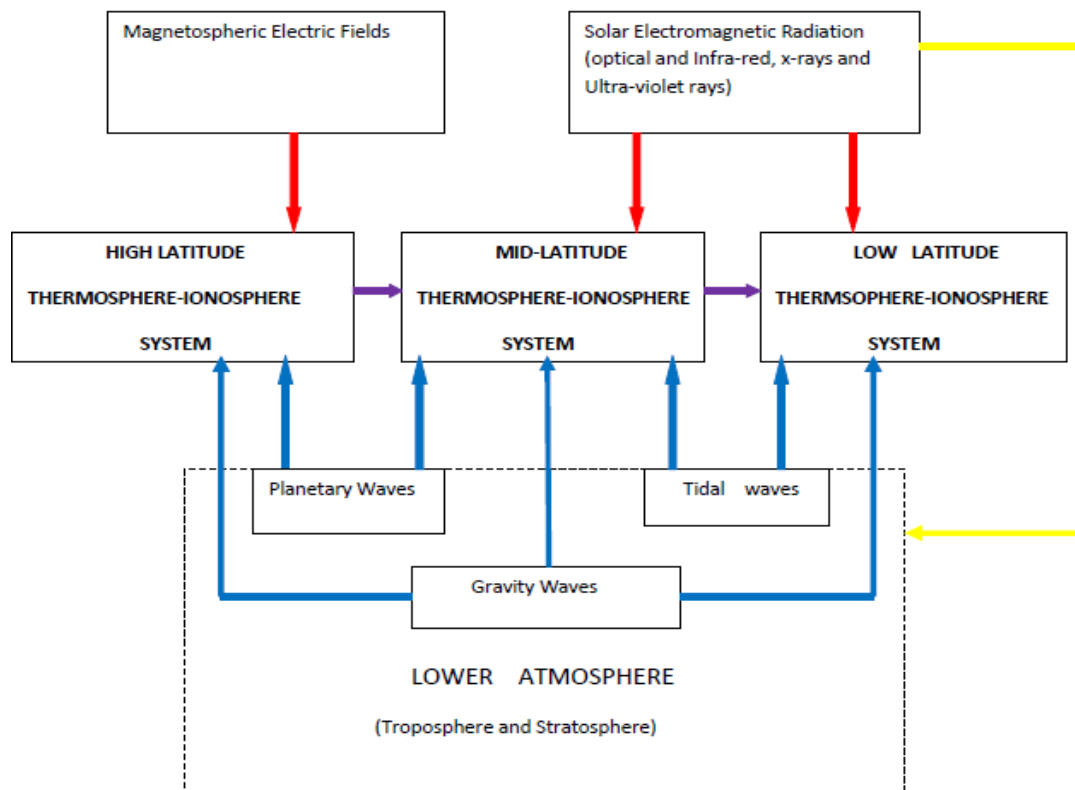 Magnetospheric Electric Fields
Solar Electromagnetic Radiation
(optical and Infra-red, x-rays and
Ultra-violet rays)
HIGH LATITUDE
THERMOSPHERE-IONOSPHERE
SYSTEM
MID-LATITUDE
THERMOSPHERE-IONOSPHERE
SYSTEM
LOW LATITUDE
THERMSOPHERE-IONOSPHERE
SYSTEM
Planetary Waves
Tidal waves
Gravity Waves
LOWER ATMOSPHERE
(Troposphere and Stratosphere)